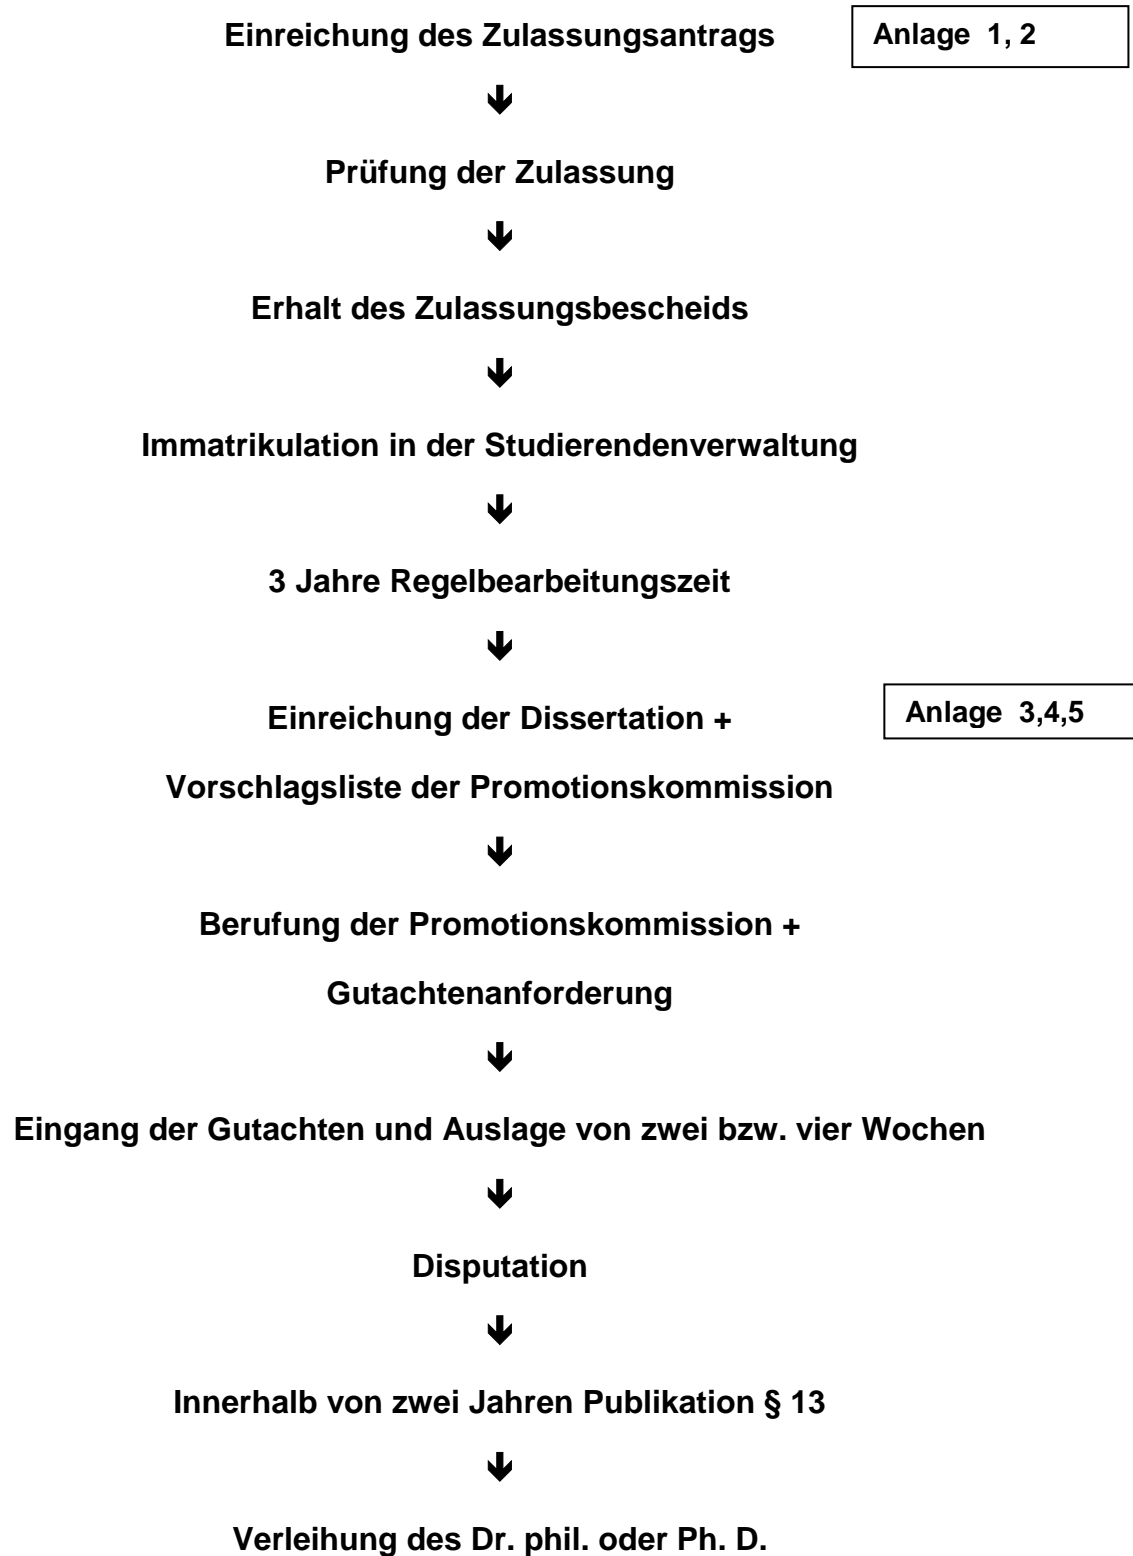 Einreichung des Zulassungsantrags
Anlage 1, 2
Prüfung der Zulassung
Erhalt des Zulassungsbescheids
Immatrikulation in der Studierendenverwaltung
3 Jahre Regelbearbeitungszeit
Einreichung der Dissertation +
Anlage 3,4,5
Vorschlagsliste der Promotionskommission
Berufung der Promotionskommission +
Gutachtenanforderung
Eingang der Gutachten und Auslage von zwei bzw. vier Wochen
Disputation
Innerhalb von zwei Jahren Publikation § 13
Verleihung des Dr. phil. oder Ph. D.